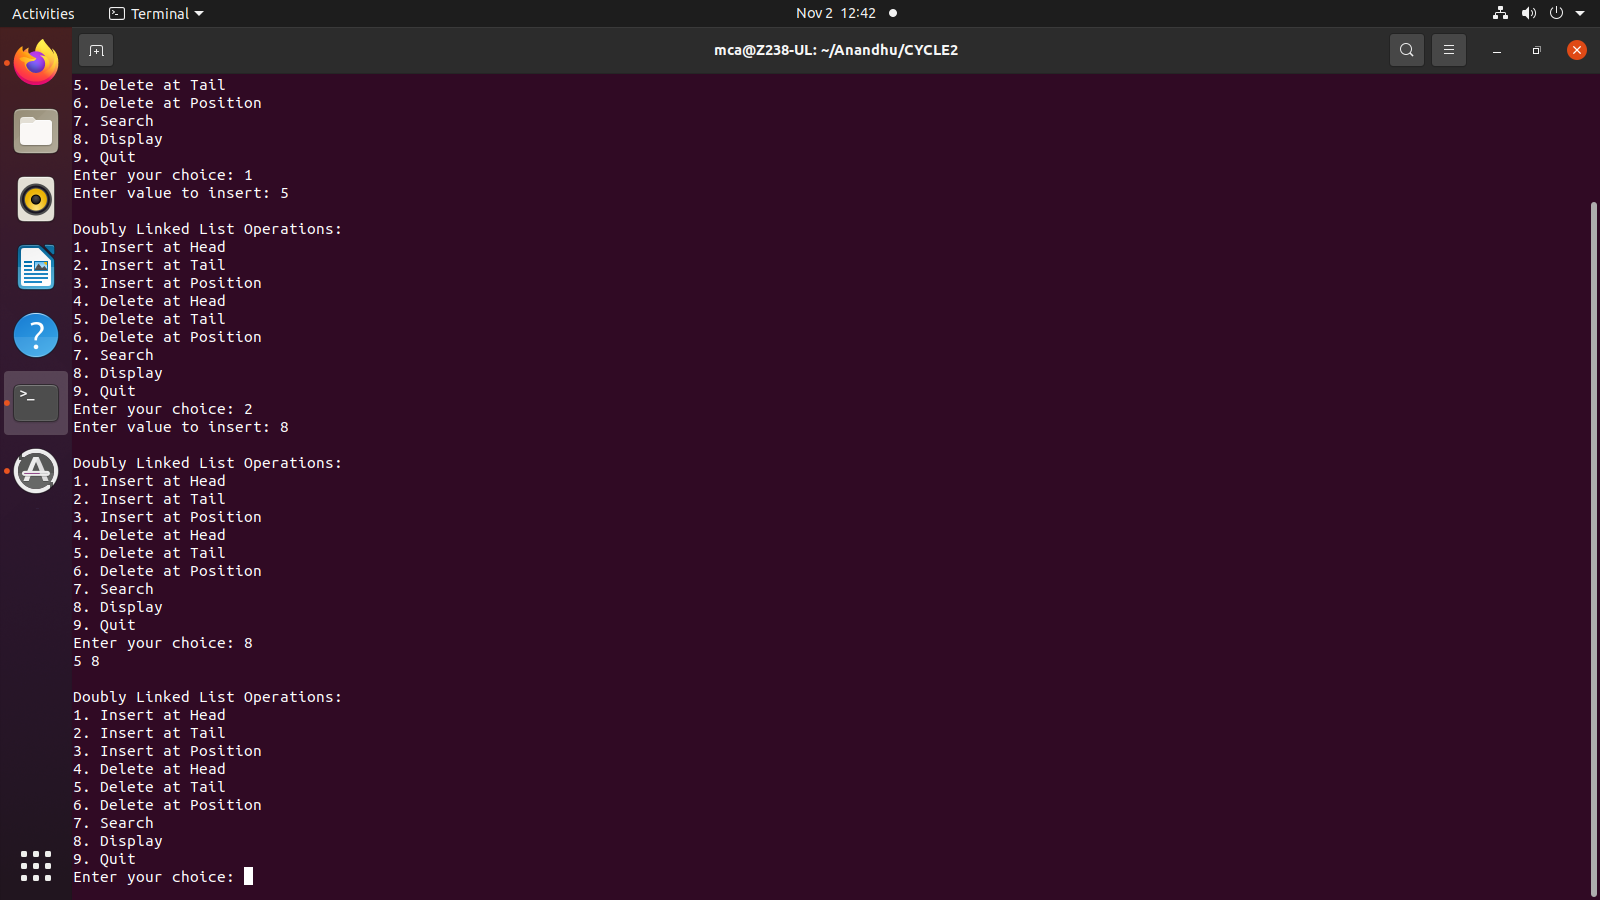 Activities
Terminal
Nov 2 12:42
mca@Z238-UL: ~/Anandhu/CYCLE2
5. Delete at Tail
6. Delete at Position
7. Search
8. Display
9. Quit
Enter your choice: 1
Enter value to insert: 5
Doubly Linked List Operations:
1. Insert at Head
2. Insert at Tail
3. Insert at Position
4. Delete at Head
5. Delete at Tail
6. Delete at Position
7. Search
8. Display
9. Quit
Enter your choice: 2
Enter value to insert: 8
Doubly Linked List Operations:
1. Insert at Head
2. Insert at Tail
3. Insert at Position
4. Delete at Head
5. Delete at Tail
6. Delete at Position
7. Search
8. Display
9. Quit
Enter your choice: 8
5 8
Doubly Linked List Operations:
1. Insert at Head
2. Insert at Tail
3. Insert at Position
4. Delete at Head
5. Delete at Tail
6. Delete at Position
7. Search
8. Display
9. Quit
Enter your choice: